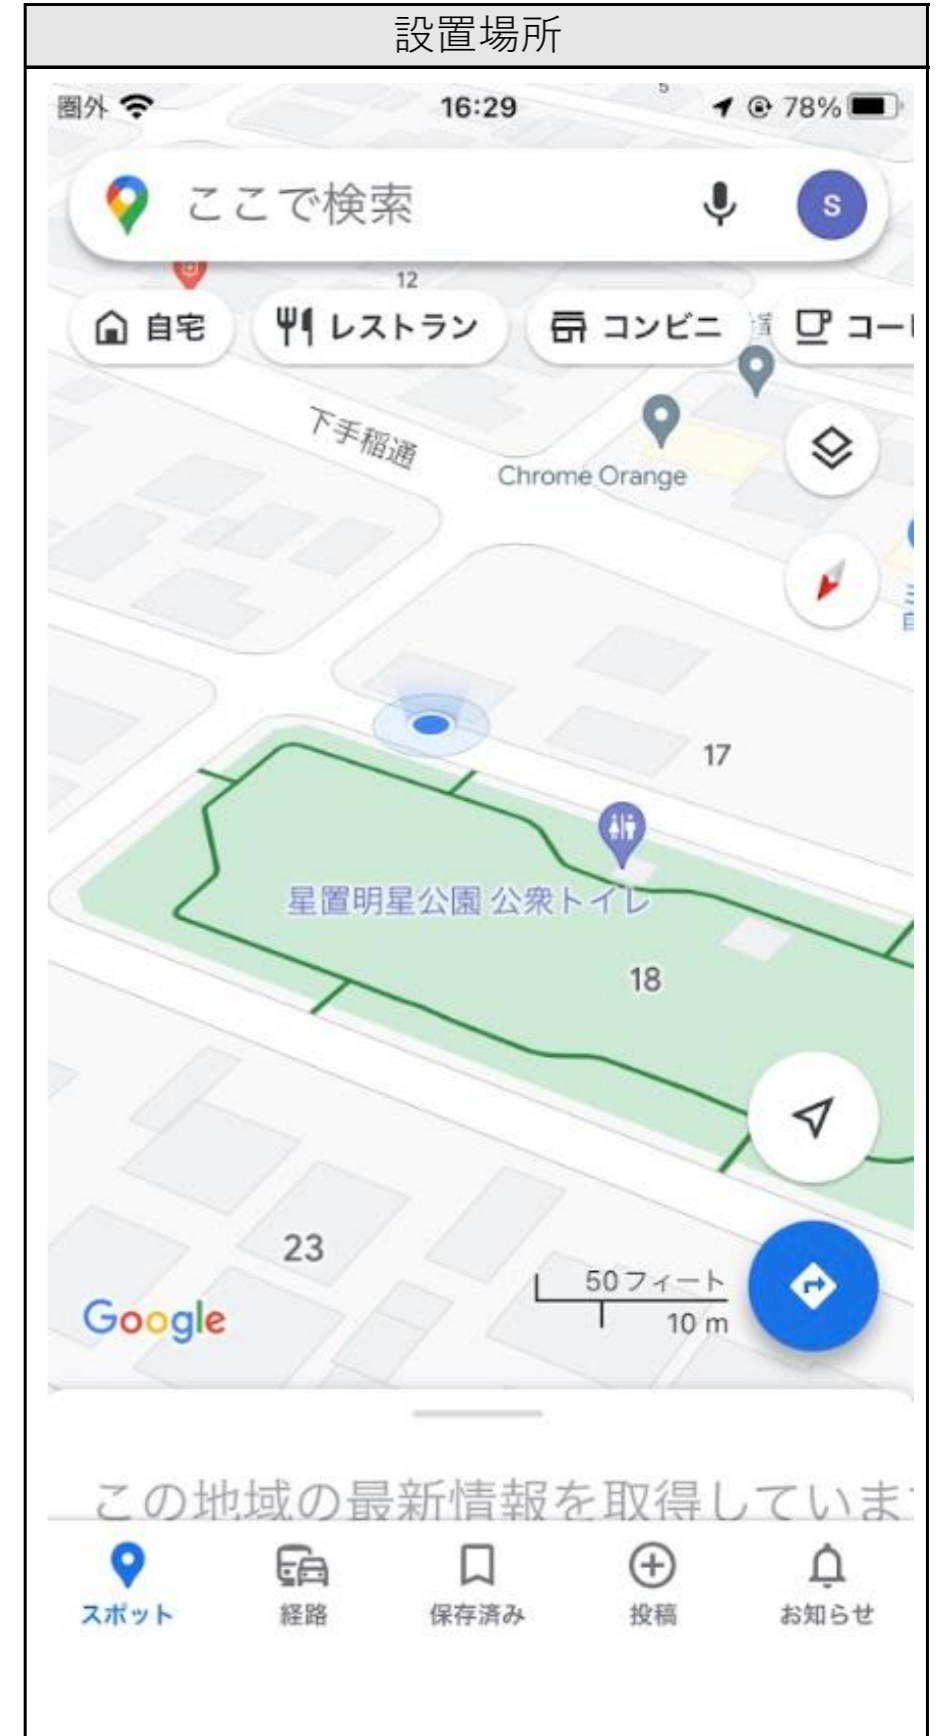 設置場所
圏外 16:29 78%
5
ここで検索 S
12
自宅 レストラン コンビニ コー
下手稲通
Chrome Orange
17
星置明星公園 公衆トイレ
18
23
50フィート
10 m
Google
この地域の最新情報を取得していま
スポット 経路 保存済み 投稿 お知らせ